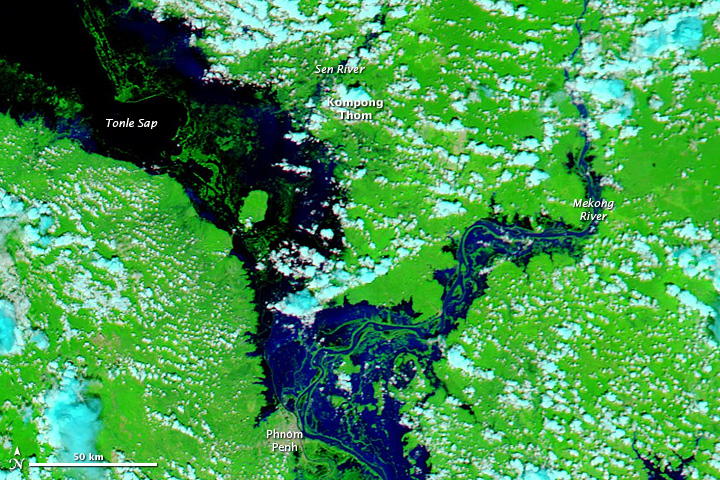 Sen River
Kompong
Thom
Tonle Sap
Mekong
River
Phnom
Penh
N
50 km